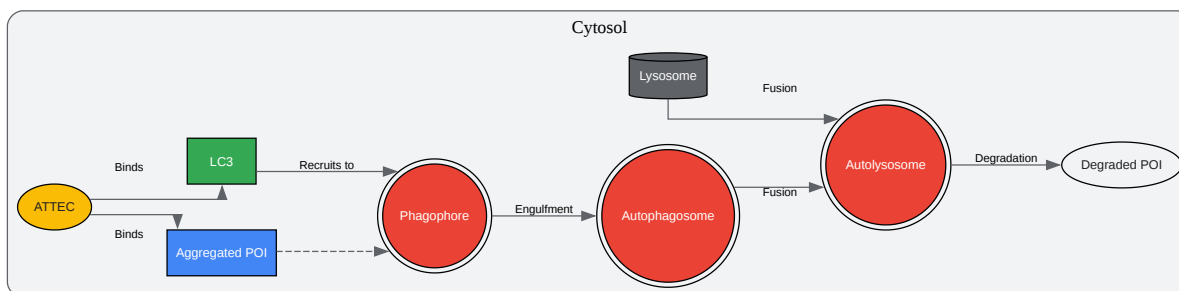 Cytosol
Lysosome
Fusion
Binds
LC3
Recruits to
Autolysosome
Degradation
Degraded POI
ATTEC
Phagophore
Engulfment
Autophagosome
Fusion
Binds
Aggregated POI